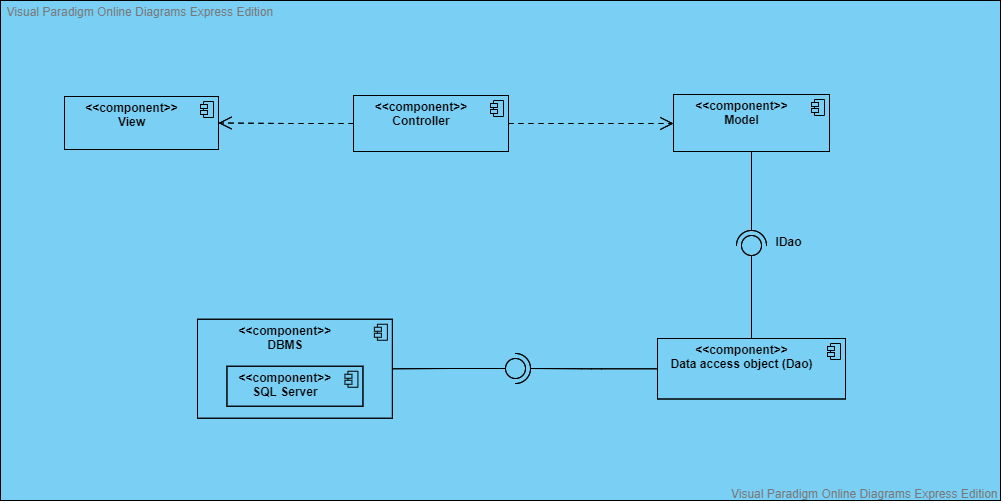 Visual Paradigm Online Diagrams Express Edition
<<component>>
View
<<component>>
Controller
<<component>>
Model
IDao
<<component>>
DBMS
<<component>>
SQL Server
<<component>>
Data access object (Dao)
Visual Paradigm Online Diagrams Express Edition